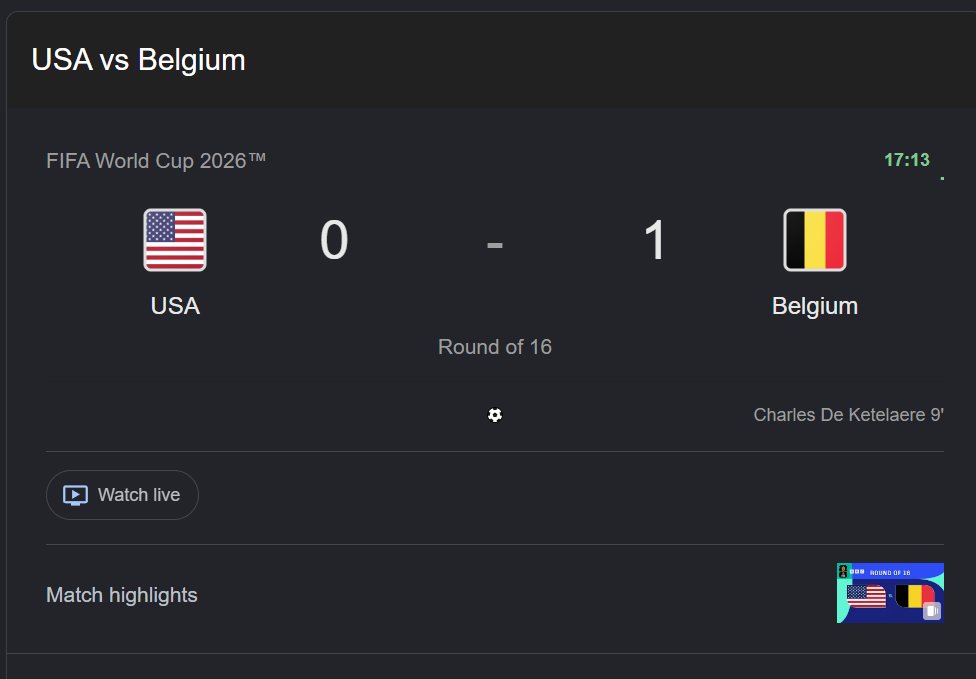 USA vs Belgium
FIFA World Cup 2026™
17:13
0 - 1
USA
Belgium
Round of 16
Charles De Ketelaere 9'
Watch live
Match highlights
ROUND OF 16